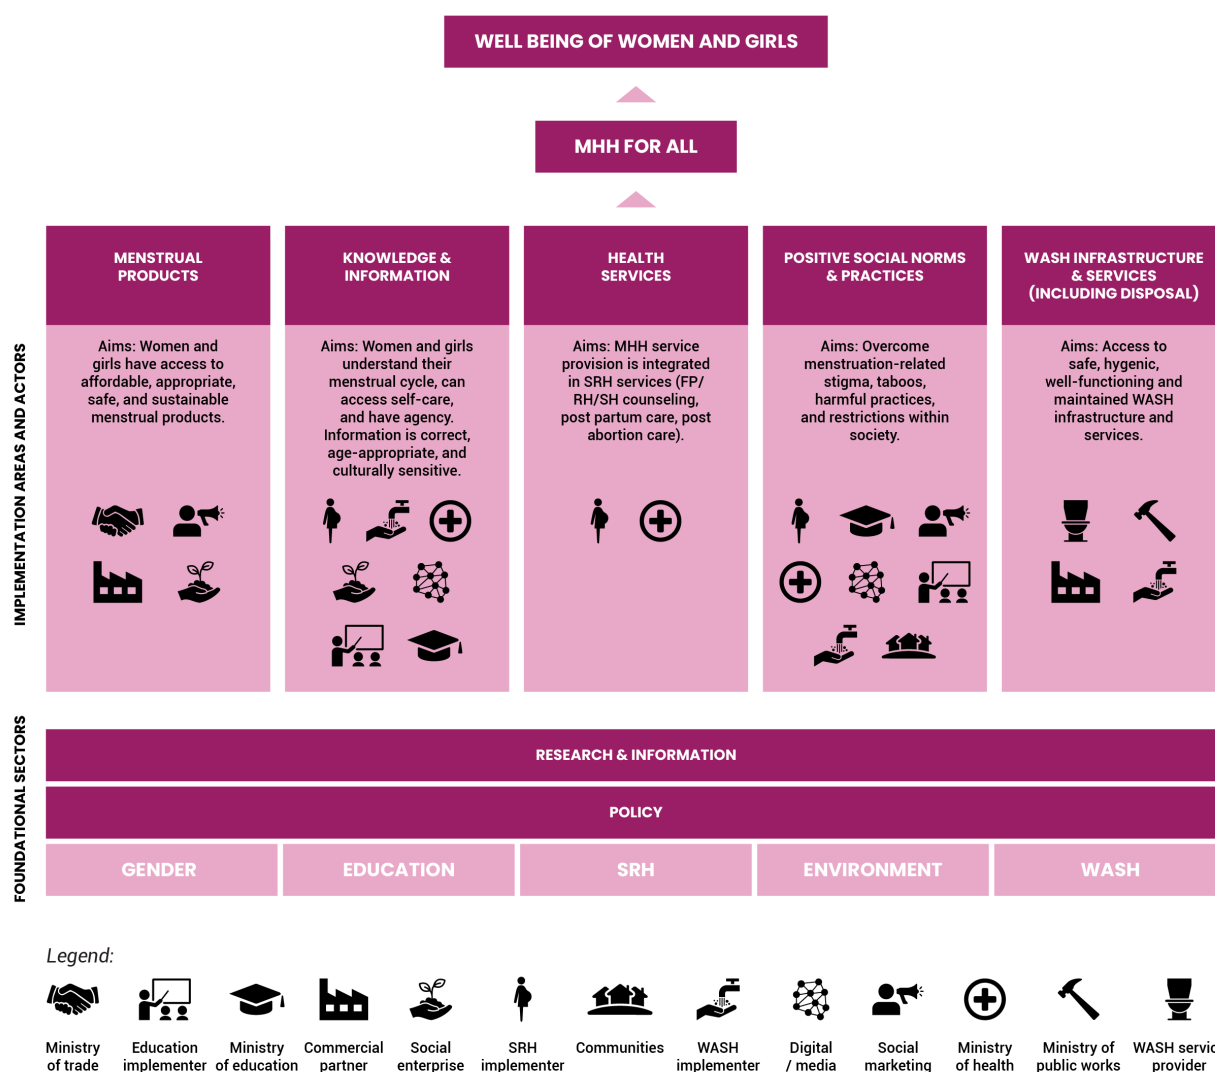 WELL BEING OF WOMEN AND GIRLS
MHH FOR ALL
IMPLEMENTATION AREAS AND ACTORS
MENSTRUAL
PRODUCTS
Aims: Women and
girls have access to
affordable, appropriate,
safe, and sustainable
menstrual products.
KNOWLEDGE &
INFORMATION
Aims: Women and girls
understand their
menstrual cycle, can
access self-care,
and have agency.
Information is correct,
age-appropriate, and
culturally sensitive.
HEALTH
SERVICES
Aims: MHH service
provision is integrated
in SRH services (FP/
RH/SH counseling,
post partum care, post
abortion care).
POSITIVE SOCIAL NORMS
& PRACTICES
Aims: Overcome
menstruation-related
stigma, taboos,
harmful practices,
and restrictions within
society.
WASH INFRASTRUCTURE
& SERVICES
(INCLUDING DISPOSAL)
Aims: Access to
safe, hygenic,
well-functioning and
maintained WASH
infrastructure and
services.
FOUNDATIONAL SECTORS
RESEARCH & INFORMATION
POLICY
GENDER
EDUCATION
SRH
ENVIRONMENT
WASH
Legend:
Ministry
of trade
Education
implementer
Ministry
of education
Commercial
partner
Social
enterprise
SRH
implementer
Communities
WASH
implementer
Digital
/ media
Social
marketing
Ministry
of health
Ministry of
public works
WASH servic
provider